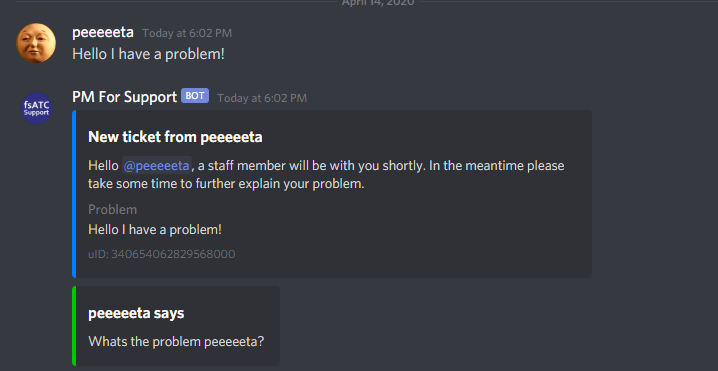 April 14, 2020
peeeeeta Today at 6:02 PM
Hello I have a problem!
fsATC
Support
PM For Support BOT Today at 6:02 PM
New ticket from peeeeeta
Hello @peeeeeta, a staff member will be with you shortly. In the meantime please
take some time to further explain your problem.
Problem
Hello I have a problem!
uID: 340654062829568000
peeeeeta says
Whats the problem peeeeeta?